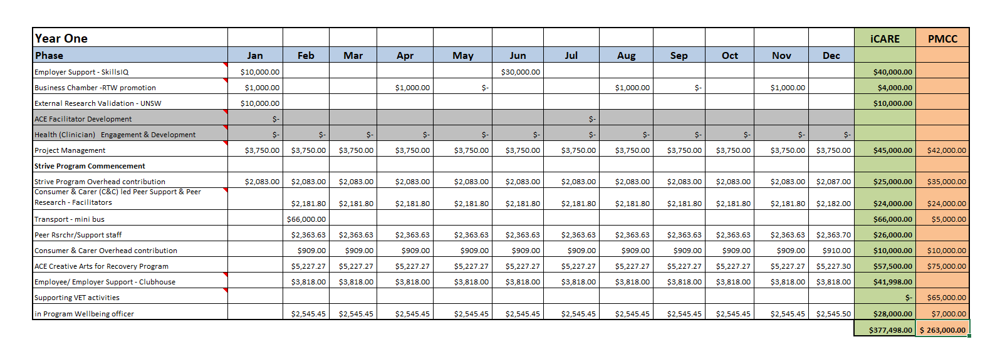 Year One iCARE PMCC
Phase Jan Feb Mar Apr May Jun Jul Aug Sep Oct Nov Dec
Employer Support - SkillsIQ $10,000.00 $30,000.00 $40,000.00
Business Chamber -RTW promotion $1,000.00 $1,000.00 $- $1,000.00 $- $1,000.00 $4,000.00
External Research Validation - UNSW $10,000.00 $10,000.00
ACE Facilitator Development $- $-
Health (Clinician) Engagement & Development $- $- $- $- $- $- $- $- $- $- $- $-
Project Management $3,750.00 $3,750.00 $3,750.00 $3,750.00 $3,750.00 $3,750.00 $3,750.00 $3,750.00 $3,750.00 $3,750.00 $3,750.00 $3,750.00 $45,000.00 $42,000.00
Strive Program Commencement
Strive Program Overhead contribution $2,083.00 $2,083.00 $2,083.00 $2,083.00 $2,083.00 $2,083.00 $2,083.00 $2,083.00 $2,083.00 $2,083.00 $2,083.00 $2,087.00 $25,000.00 $35,000.00
Consumer & Carer (C&C) led Peer Support & Peer
Research - Facilitators $2,181.80 $2,181.80 $2,181.80 $2,181.80 $2,181.80 $2,181.80 $2,181.80 $2,181.80 $2,181.80 $2,181.80 $2,182.00 $24,000.00 $24,000.00
Transport - mini bus $66,000.00 $66,000.00 $5,000.00
Peer Rsrchr/Support staff $2,363.63 $2,363.63 $2,363.63 $2,363.63 $2,363.63 $2,363.63 $2,363.63 $2,363.63 $2,363.63 $2,363.63 $2,363.70 $26,000.00
Consumer & Carer Overhead contribution $909.00 $909.00 $909.00 $909.00 $909.00 $909.00 $909.00 $909.00 $909.00 $909.00 $910.00 $10,000.00 $10,000.00
ACE Creative Arts for Recovery Program $5,227.27 $5,227.27 $5,227.27 $5,227.27 $5,227.27 $5,227.27 $5,227.27 $5,227.27 $5,227.27 $5,227.27 $5,227.30 $57,500.00 $75,000.00
Employee/ Employer Support - Clubhouse $3,818.00 $3,818.00 $3,818.00 $3,818.00 $3,818.00 $3,818.00 $3,818.00 $3,818.00 $3,818.00 $3,818.00 $3,818.00 $41,998.00
Supporting VET activities $- $65,000.00
in Program Wellbeing officer $2,545.45 $2,545.45 $2,545.45 $2,545.45 $2,545.45 $2,545.45 $2,545.45 $2,545.45 $2,545.45 $2,545.45 $2,545.50 $28,000.00 $7,000.00
$377,498.00 $ 263,000.00